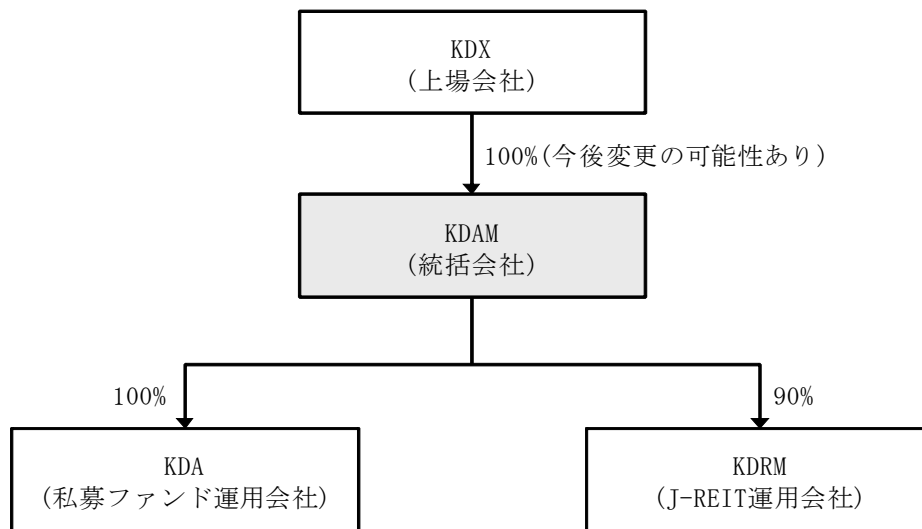 KDX
(上場会社)
100%(今後変更の可能性あり)
KDAM
(統括会社)
100%
90%
KDA
(私募ファンド運用会社)
KDRM
(J-REIT運用会社)